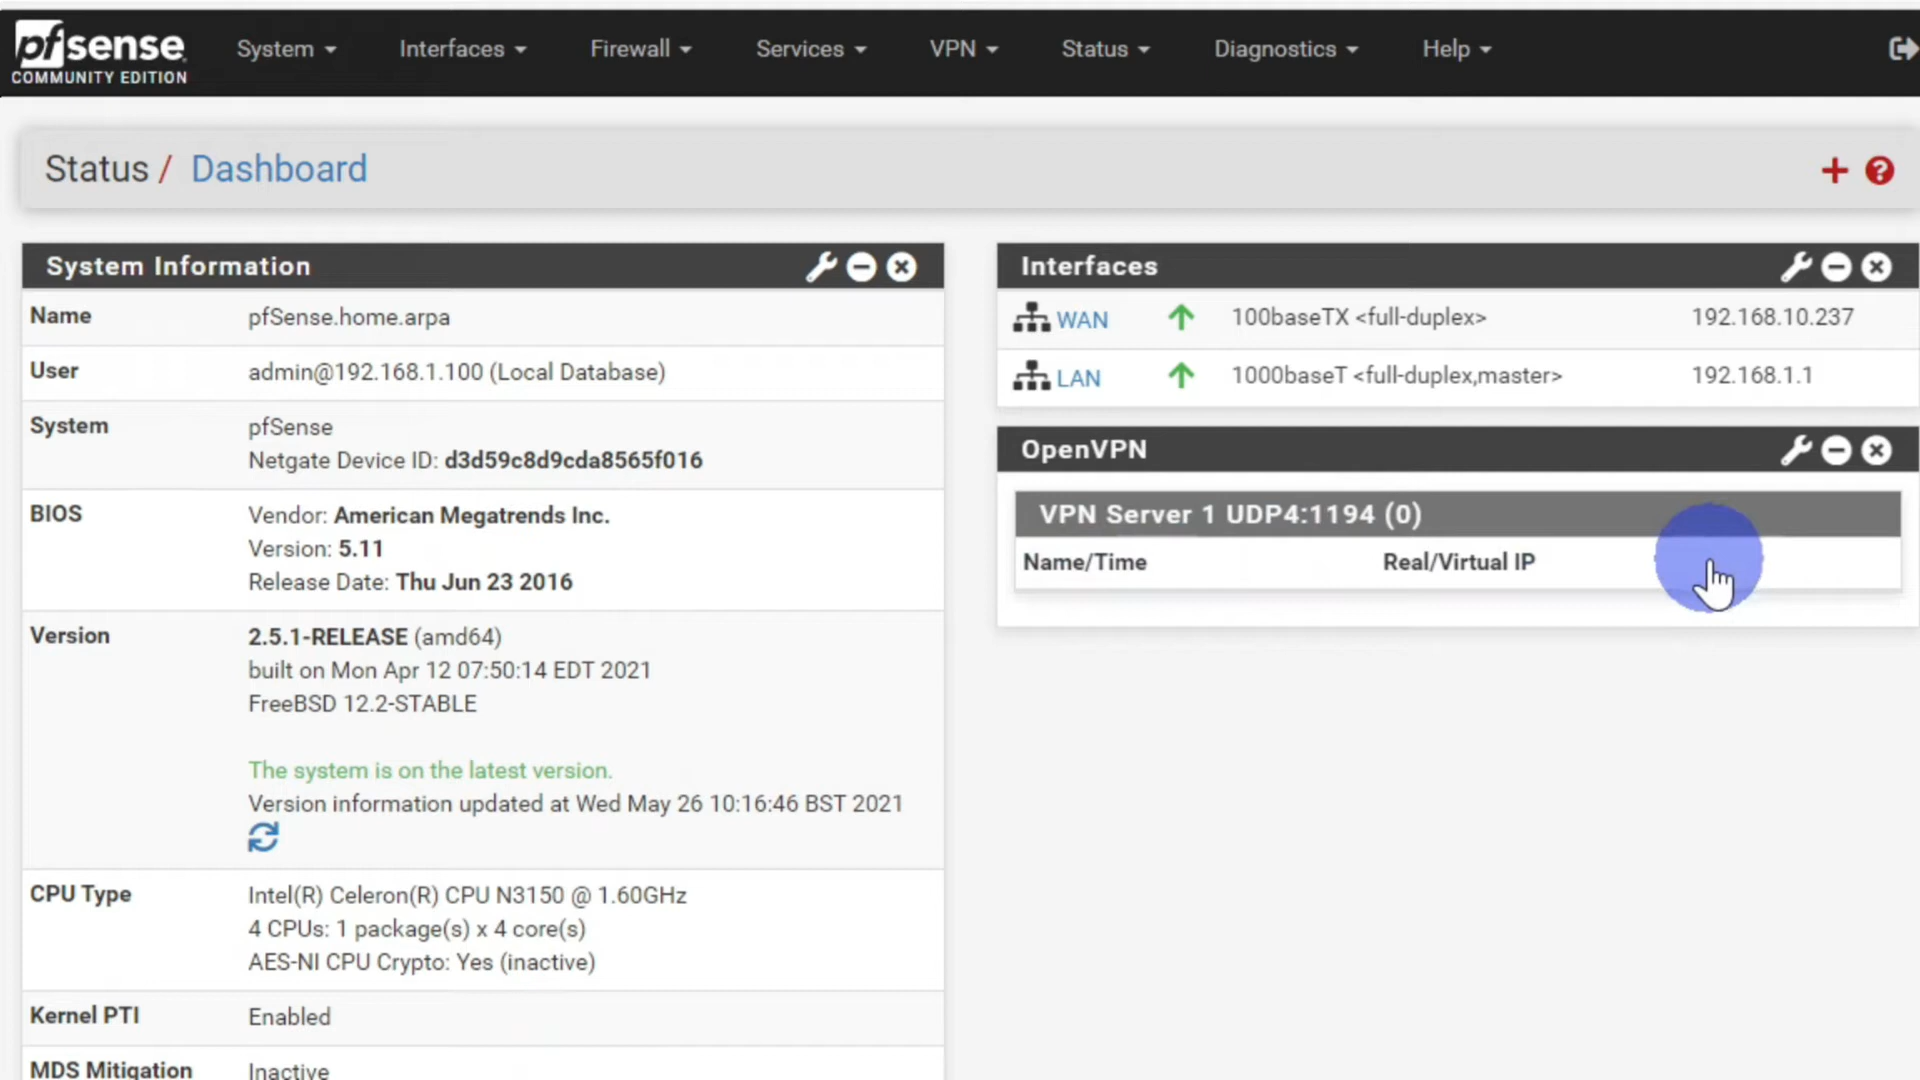 pfsense
COMMUNITY EDITION
System
Interfaces
Firewall
Services
VPN
Status
Diagnostics
Help
Status / Dashboard
System Information
Name pfSense.home.arpa
User admin@192.168.1.100 (Local Database)
System pfSense
Netgate Device ID: d3d59c8d9cda8565f016
BIOS Vendor: American Megatrends Inc.
Version: 5.11
Release Date: Thu Jun 23 2016
Version 2.5.1-RELEASE (amd64)
built on Mon Apr 12 07:50:14 EDT 2021
FreeBSD 12.2-STABLE
The system is on the latest version.
Version information updated at Wed May 26 10:16:46 BST 2021
CPU Type Intel(R) Celeron(R) CPU N3150 @ 1.60GHz
4 CPUs: 1 package(s) x 4 core(s)
AES-NI CPU Crypto: Yes (inactive)
Kernel PTI Enabled
MDS Mitigation Inactive
Interfaces
WAN 100baseTX <full-duplex> 192.168.10.237
LAN 1000baseT <full-duplex,master> 192.168.1.1
OpenVPN
VPN Server 1 UDP4:1194 (0)
Name/Time Real/Virtual IP